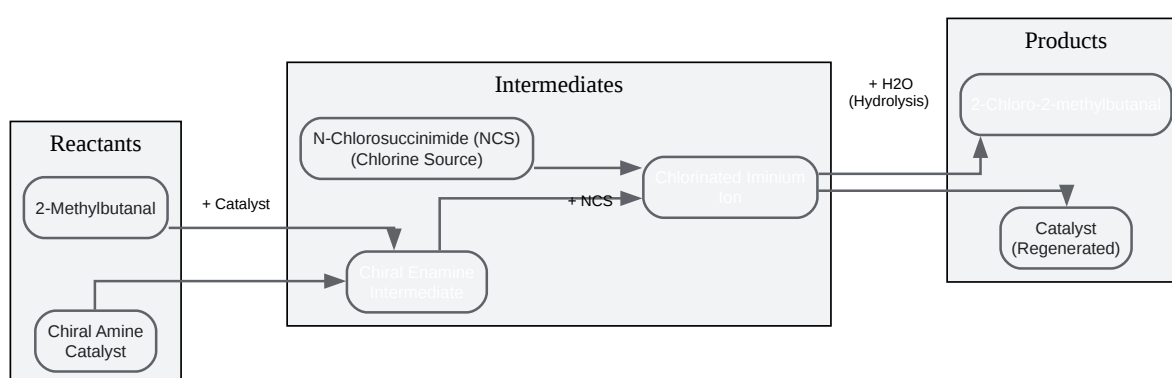 Reactants
2-Methylbutanal
Chiral Amine
Catalyst
+ Catalyst
Intermediates
N-Chlorosuccinimide (NCS)
(Chlorine Source)
Chiral Enamine
Intermediate
+ NCS
Chlorinated Iminium
Ion
+ H2O
(Hydrolysis)
Products
2-Chloro-2-methylbutanal
Catalyst
(Regenerated)